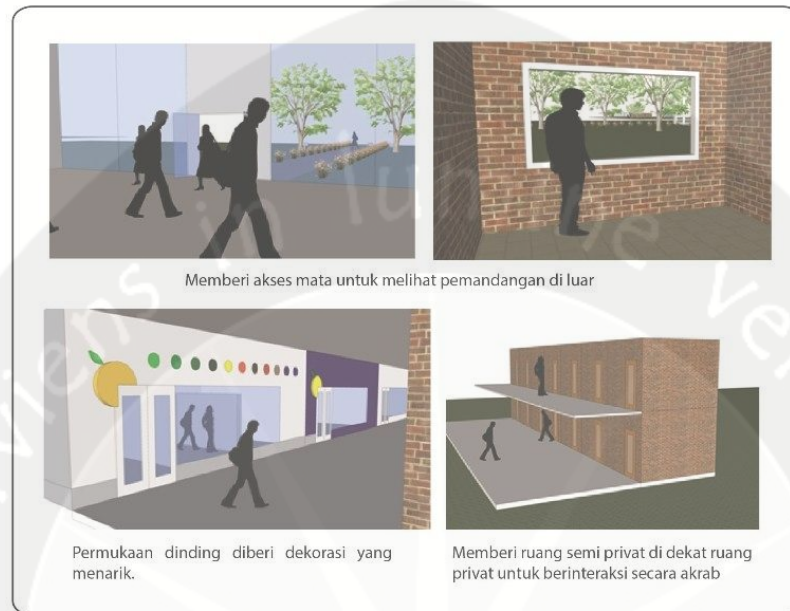 Memberi akses mata untuk melihat pemandangan di luar
Permukaan dinding diberi dekorasi yang
menarik.
Memberi ruang semi privat di dekat ruang
privat untuk berinteraksi secara akrab